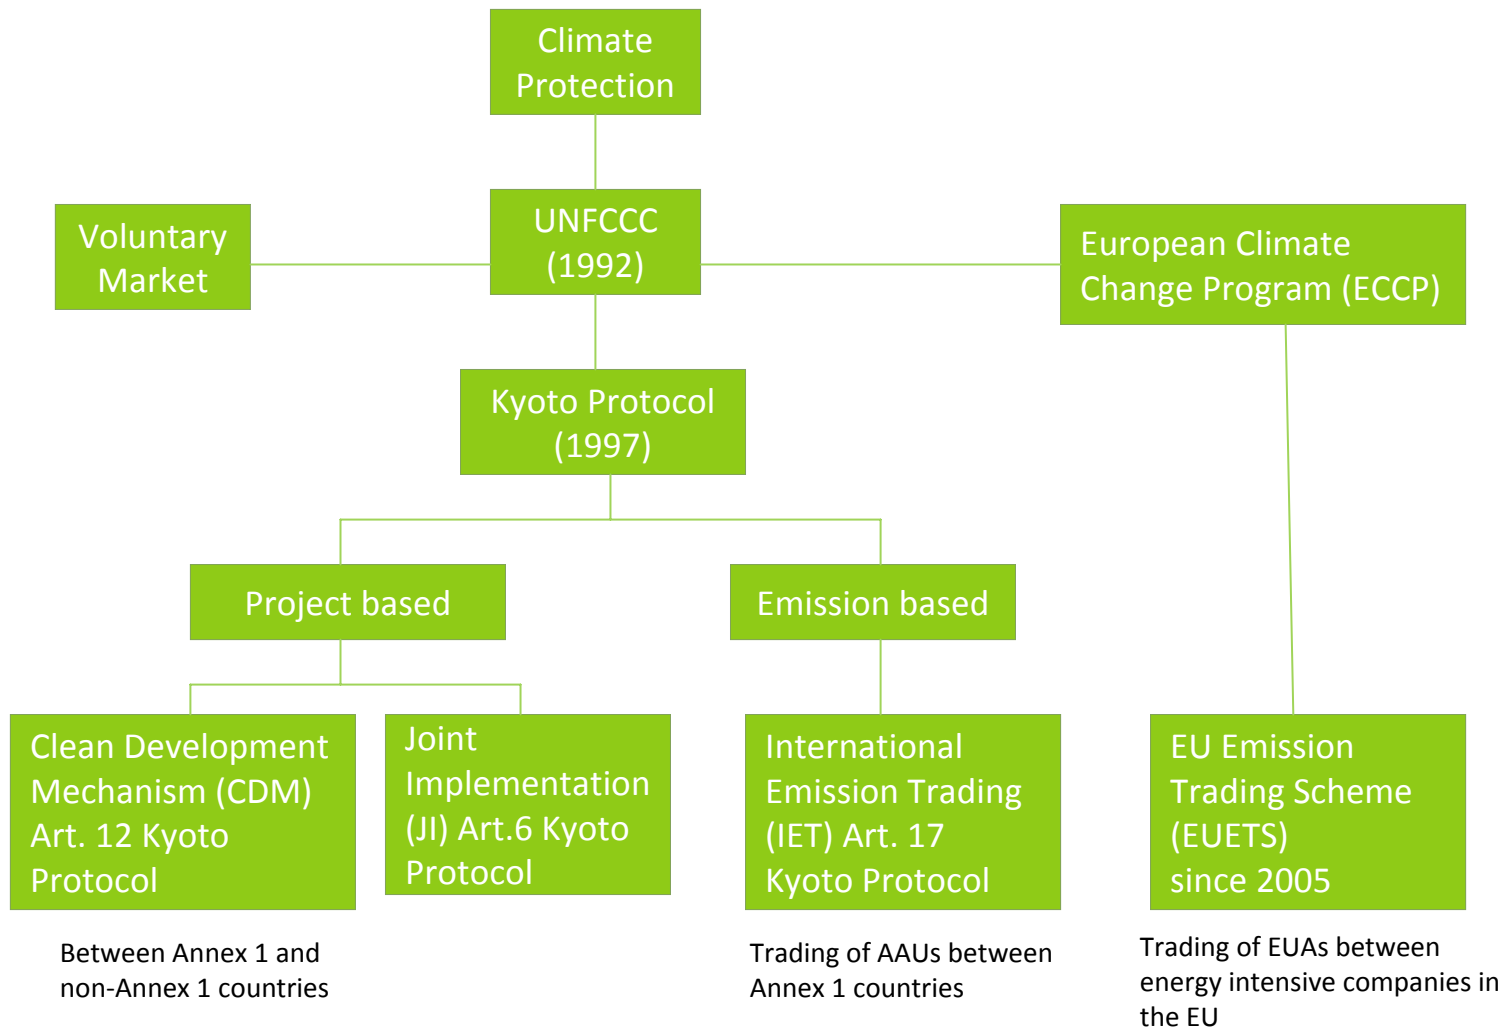 Climate
Protection
Voluntary
Market
UNFCCC
(1992)
European Climate
Change Program (ECCP)
Kyoto Protocol
(1997)
Project based
Emission based
Clean Development
Mechanism (CDM)
Art. 12 Kyoto
Protocol
Joint
Implementation
(JI) Art.6 Kyoto
Protocol
International
Emission Trading
(IET) Art. 17
Kyoto Protocol
EU Emission
Trading Scheme
(EUETS)
since 2005
Between Annex 1 and
non-Annex 1 countries
Trading of AAUs between
Annex 1 countries
Trading of EUAs between
energy intensive companies in
the EU